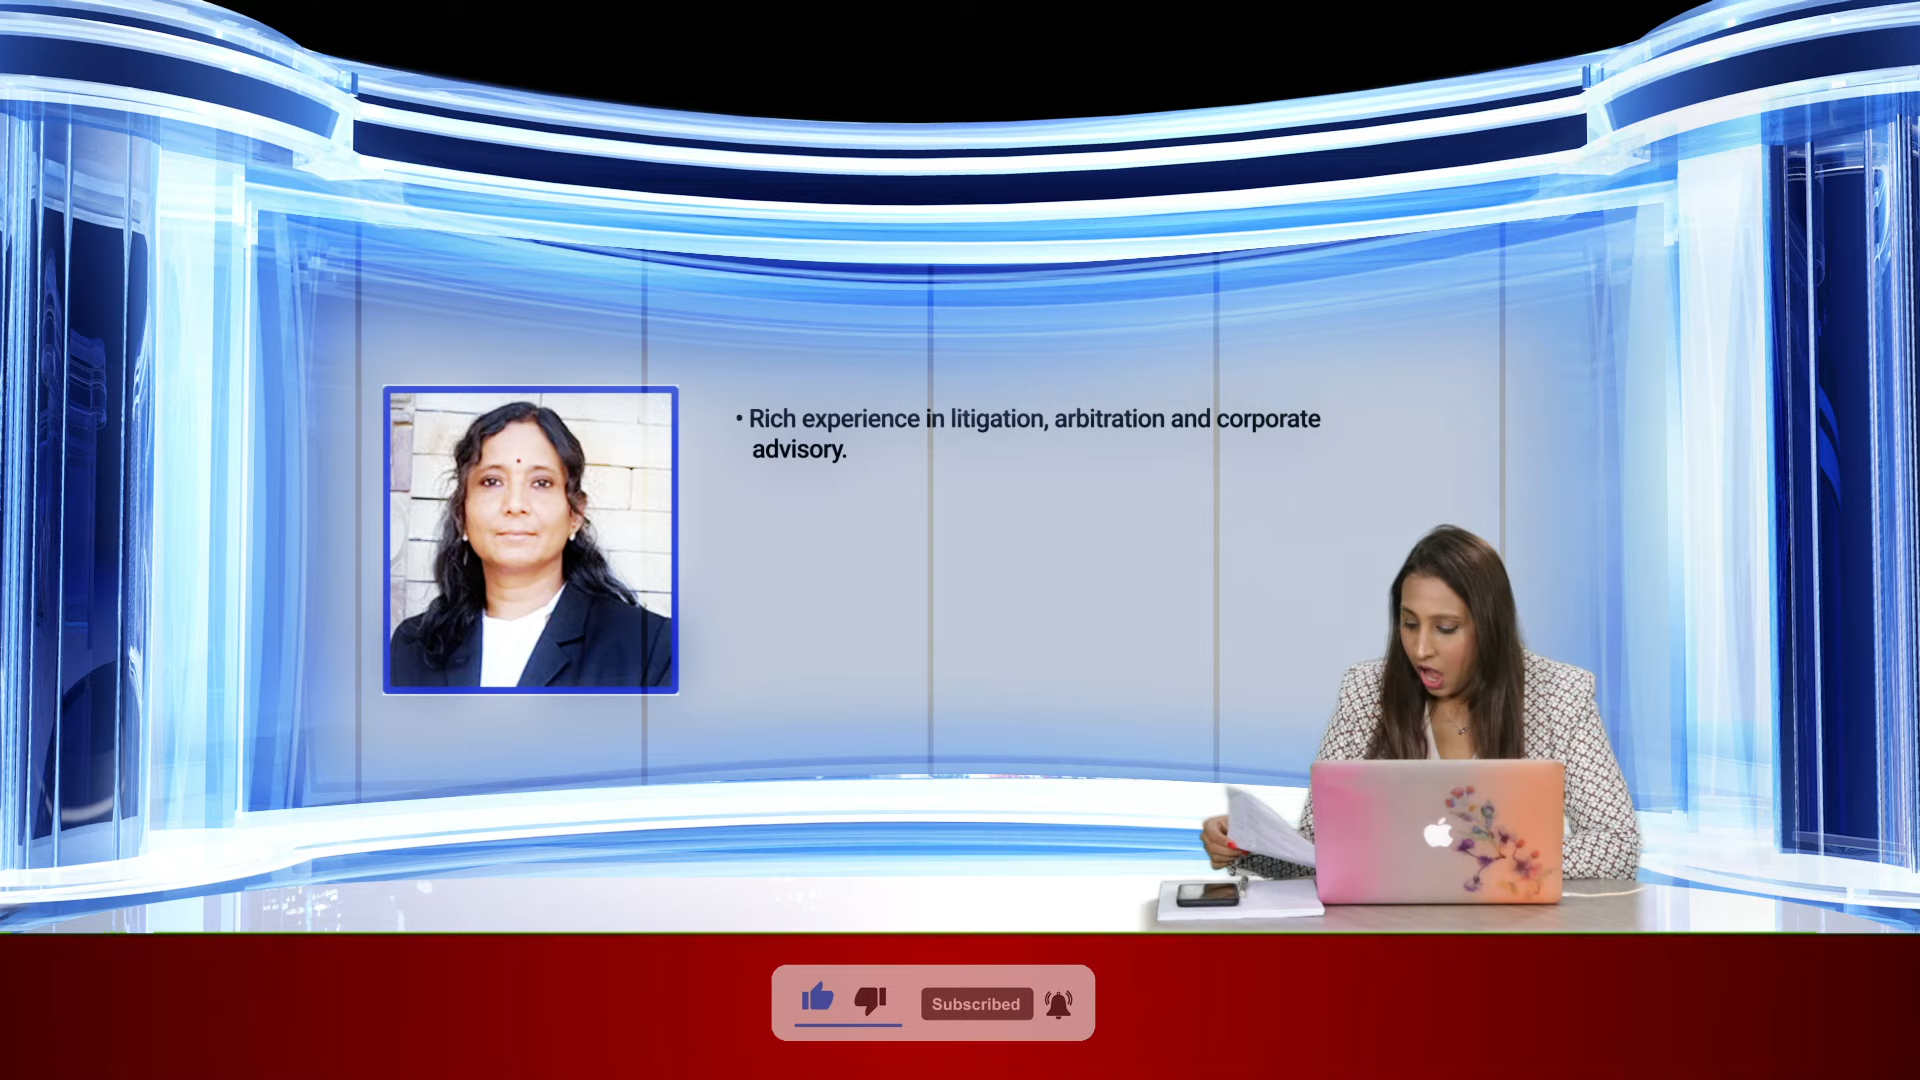 • Rich experience in litigation, arbitration and corporate
advisory.
Subscribed